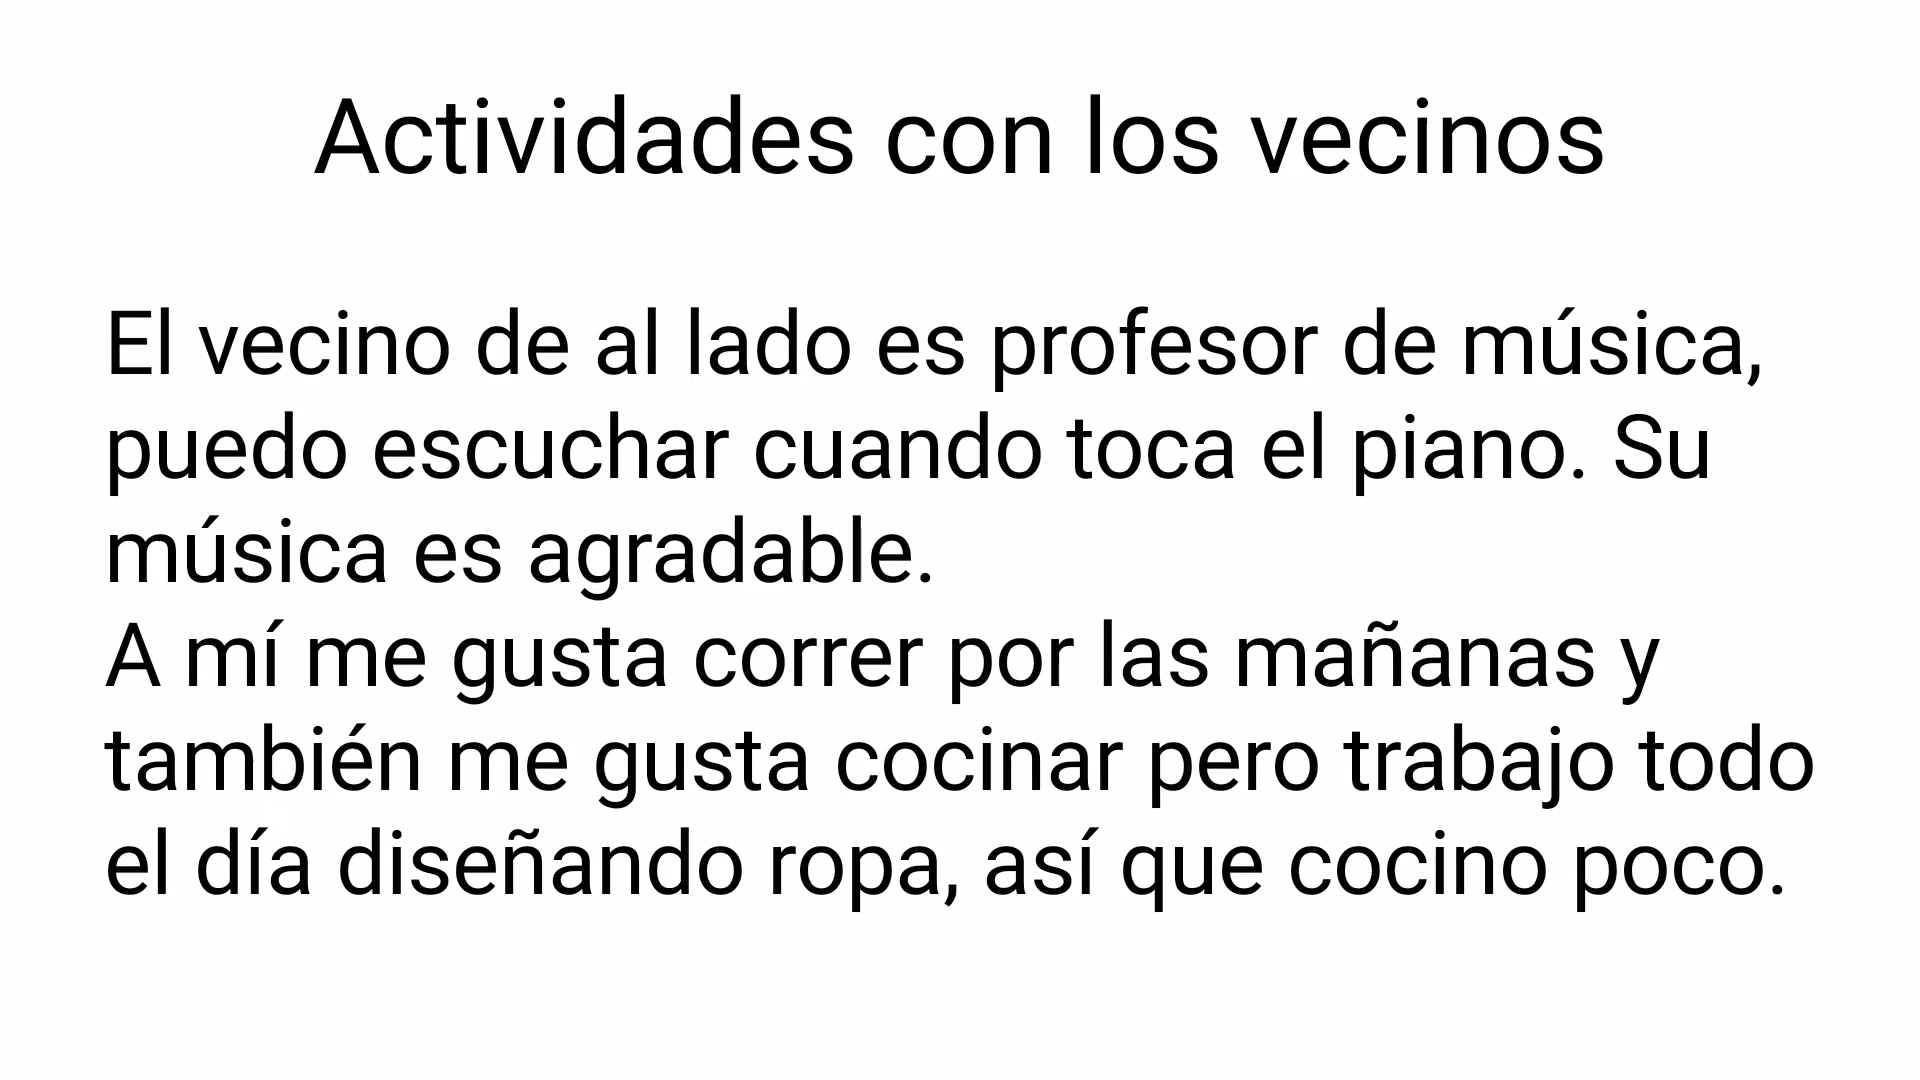 Actividades con los vecinos
El vecino de al lado es profesor de música,
puedo escuchar cuando toca el piano. Su
música es agradable.
A mí me gusta correr por las mañanas y
también me gusta cocinar pero trabajo todo
el día diseñando ropa, así que cocino poco.